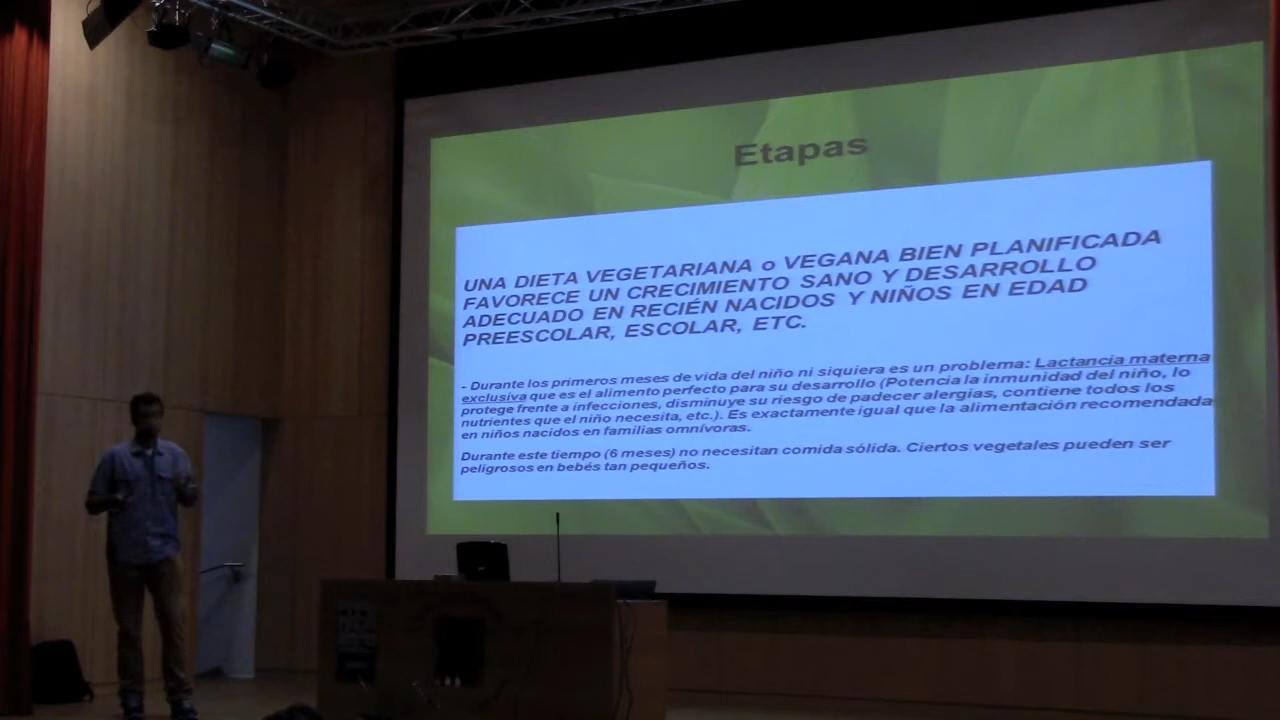 Etapas
UNA DIETA VEGETARIANA o VEGANA BIEN PLANIFICADA
FAVORECE UN CRECIMIENTO SANO Y DESARROLLO
ADECUADO EN RECIÉN NACIDOS Y NIÑOS EN EDAD
PREESCOLAR, ESCOLAR, ETC.
- Durante los primeros meses de vida del niño ni siquiera es un problema: Lactancia materna
exclusiva que es el alimento perfecto para su desarrollo (Potencia la inmunidad del niño, lo
protege frente a infecciones, disminuye su riesgo de padecer alergias, contiene todos los
nutrientes que el niño necesita, etc.). Es exactamente igual que la alimentación recomendada
en niños nacidos en familias omnívoras.
Durante este tiempo (6 meses) no necesitan comida sólida. Ciertos vegetales pueden ser
peligrosos en bebés tan pequeños.